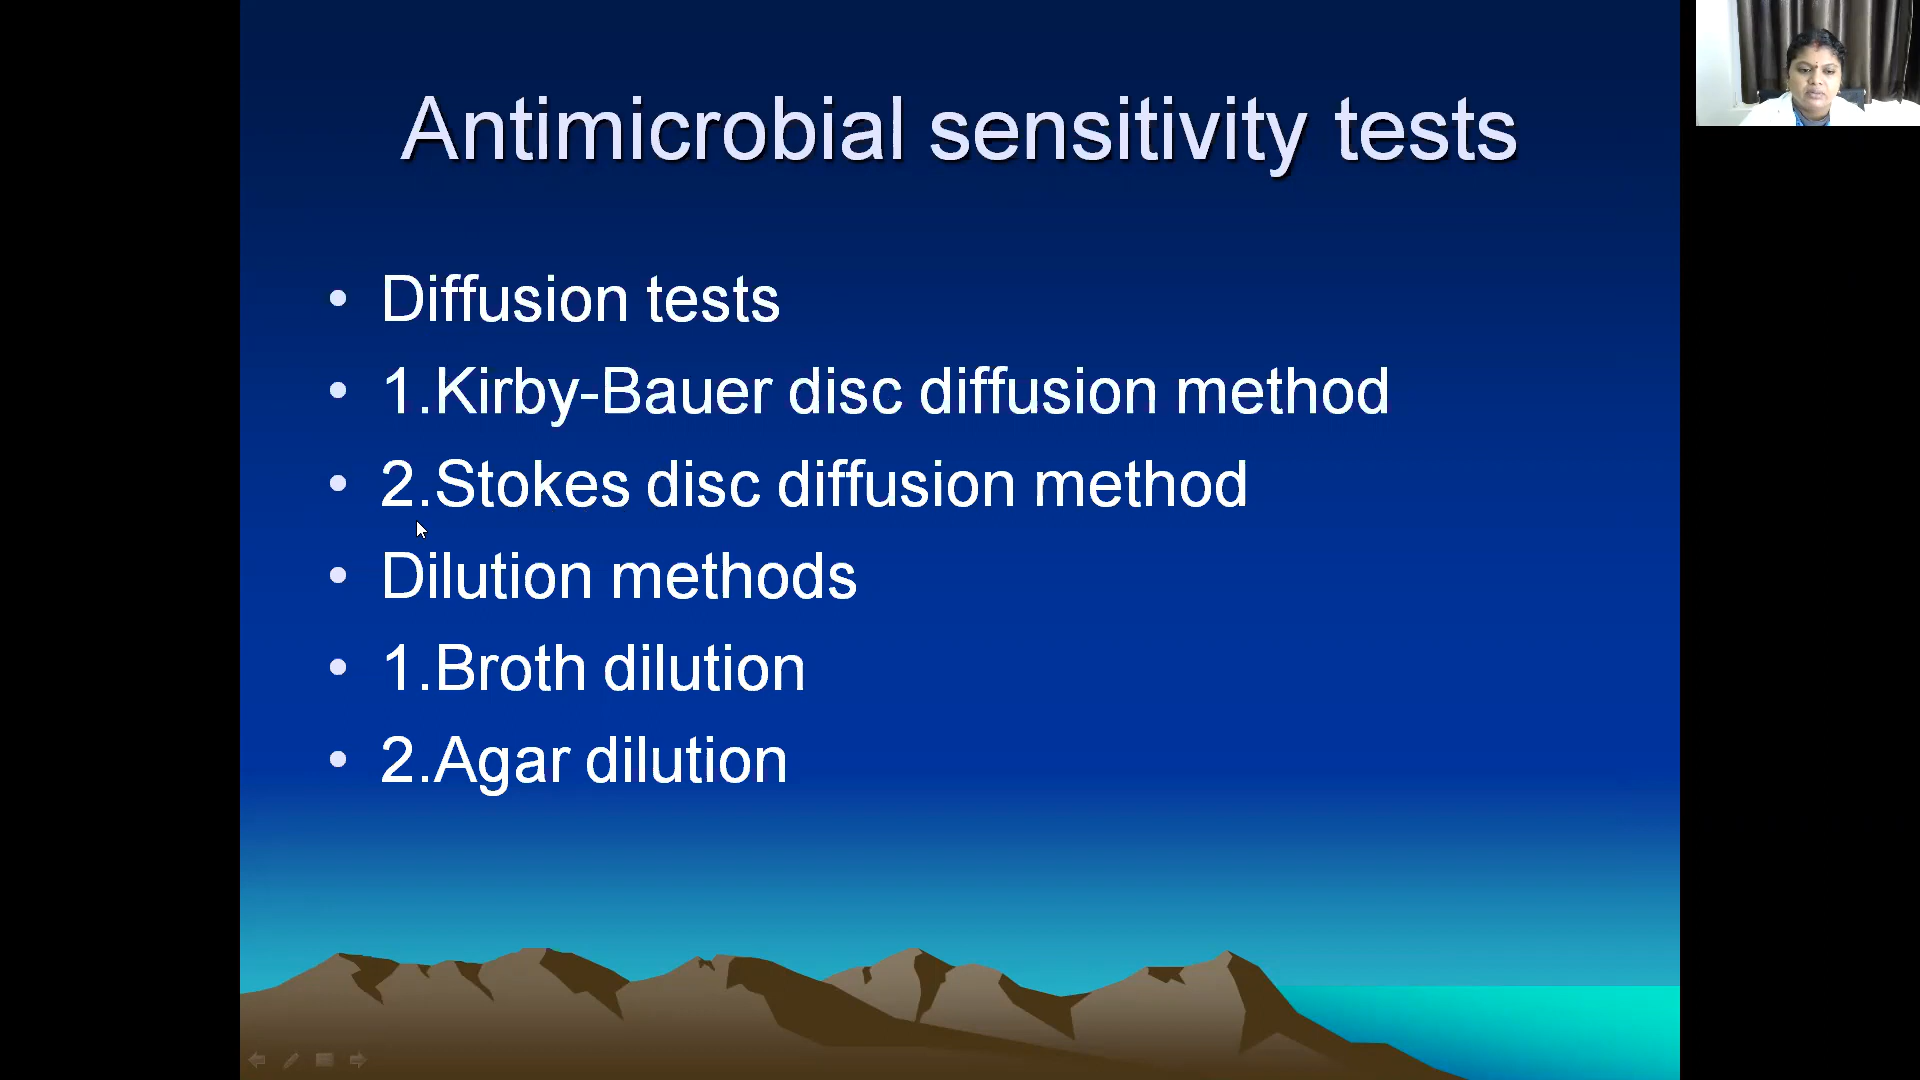 Antimicrobial sensitivity tests
• Diffusion tests
• 1.Kirby-Bauer disc diffusion method
• 2.Stokes disc diffusion method
• Dilution methods
• 1.Broth dilution
• 2.Agar dilution